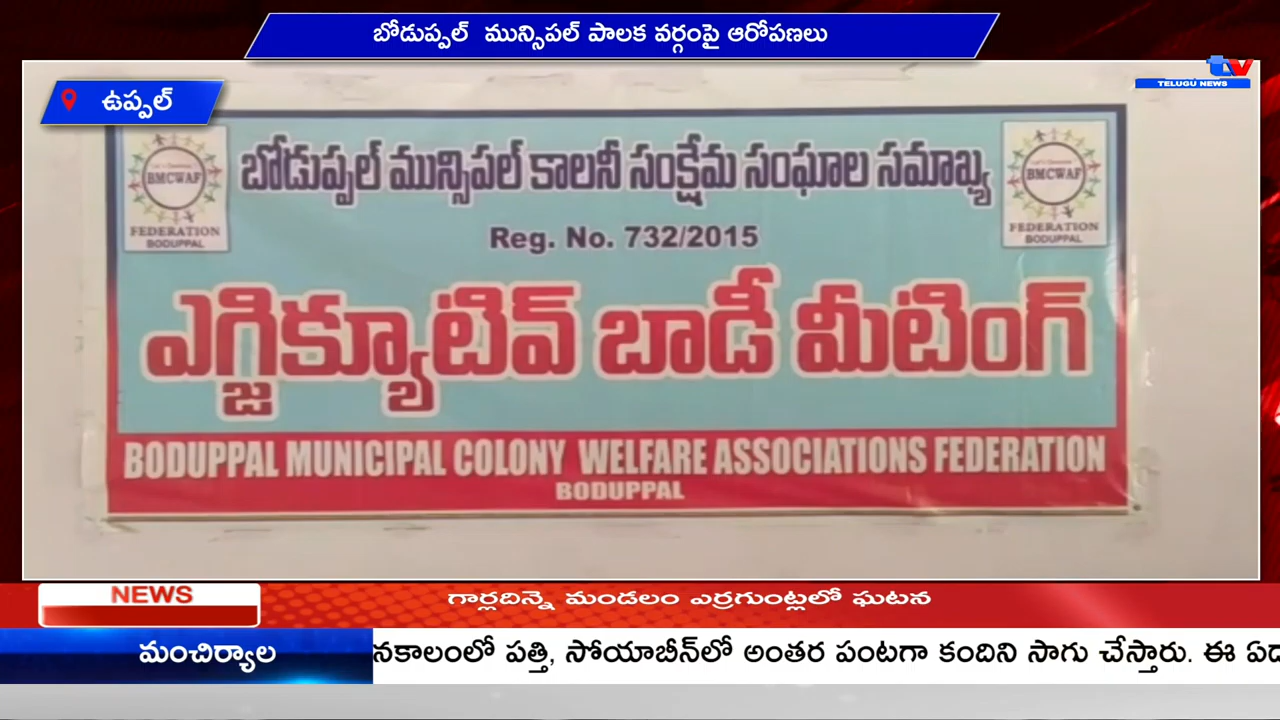 బోడుప్పల్ మున్సిపల్ పాలక వర్గంపై ఆరోపణలు
tv
TELUGU NEWS
ఉప్పల్
బోడుప్పల్ మున్సిపల్ కాలనీ సంక్షేమ సంఘాల సమాఖ్య
BMCWAF
FEDERATION
BODUPPAL
BMCWAF
FEDERATION
BODUPPAL
Reg. No. 732/2015
ఎగ్జిక్యూటివ్ బాడీ మీటింగ్
BODUPPAL MUNICIPAL COLONY WELFARE ASSOCIATIONS FEDERATION
BODUPPAL
NEWS
గార్లదిన్నె మండలం ఎర్రగుంట్లలో ఘటన
మంచిర్యాల
నకాలంలో పత్తి, సోయాబీన్‌లో అంతర పంటగా కందిని సాగు చేస్తారు. ఈ